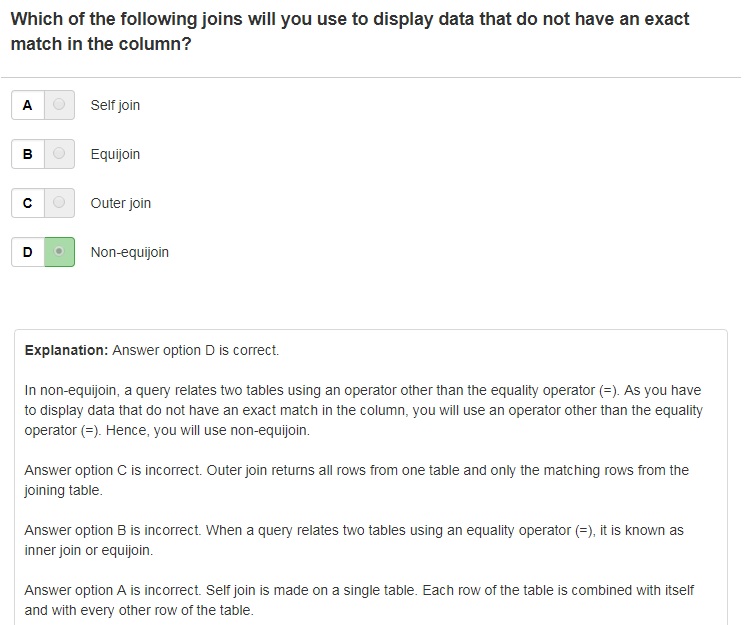 Which of the following joins will you use to display data that do not have an exact
match in the column?
A Self join
B Equijoin
C Outer join
D Non-equijoin
Explanation: Answer option D is correct.
In non-equijoin, a query relates two tables using an operator other than the equality operator (=). As you have
to display data that do not have an exact match in the column, you will use an operator other than the equality
operator (=). Hence, you will use non-equijoin.
Answer option C is incorrect. Outer join returns all rows from one table and only the matching rows from the
joining table.
Answer option B is incorrect. When a query relates two tables using an equality operator (=), it is known as
inner join or equijoin.
Answer option A is incorrect. Self join is made on a single table. Each row of the table is combined with itself
and with every other row of the table.